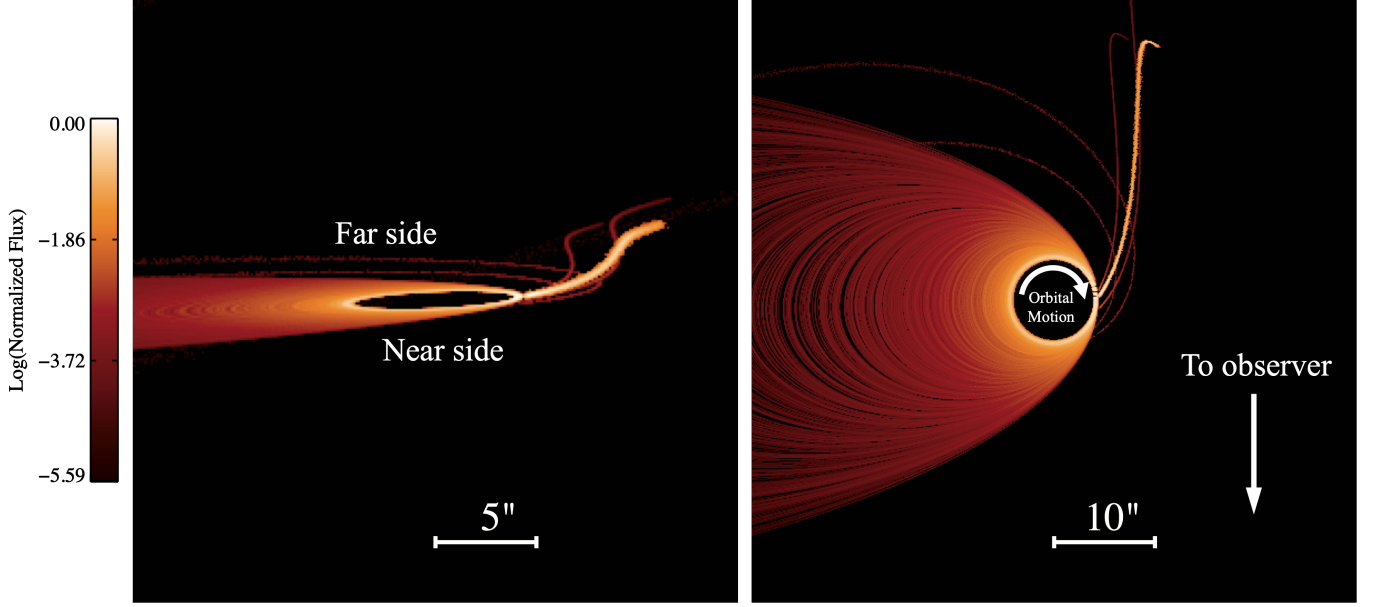 Log(Normalized Flux)
0.00
−1.86
−3.72
−5.59
Far side
Near side
5"
Orbital
Motion
To observer
10"